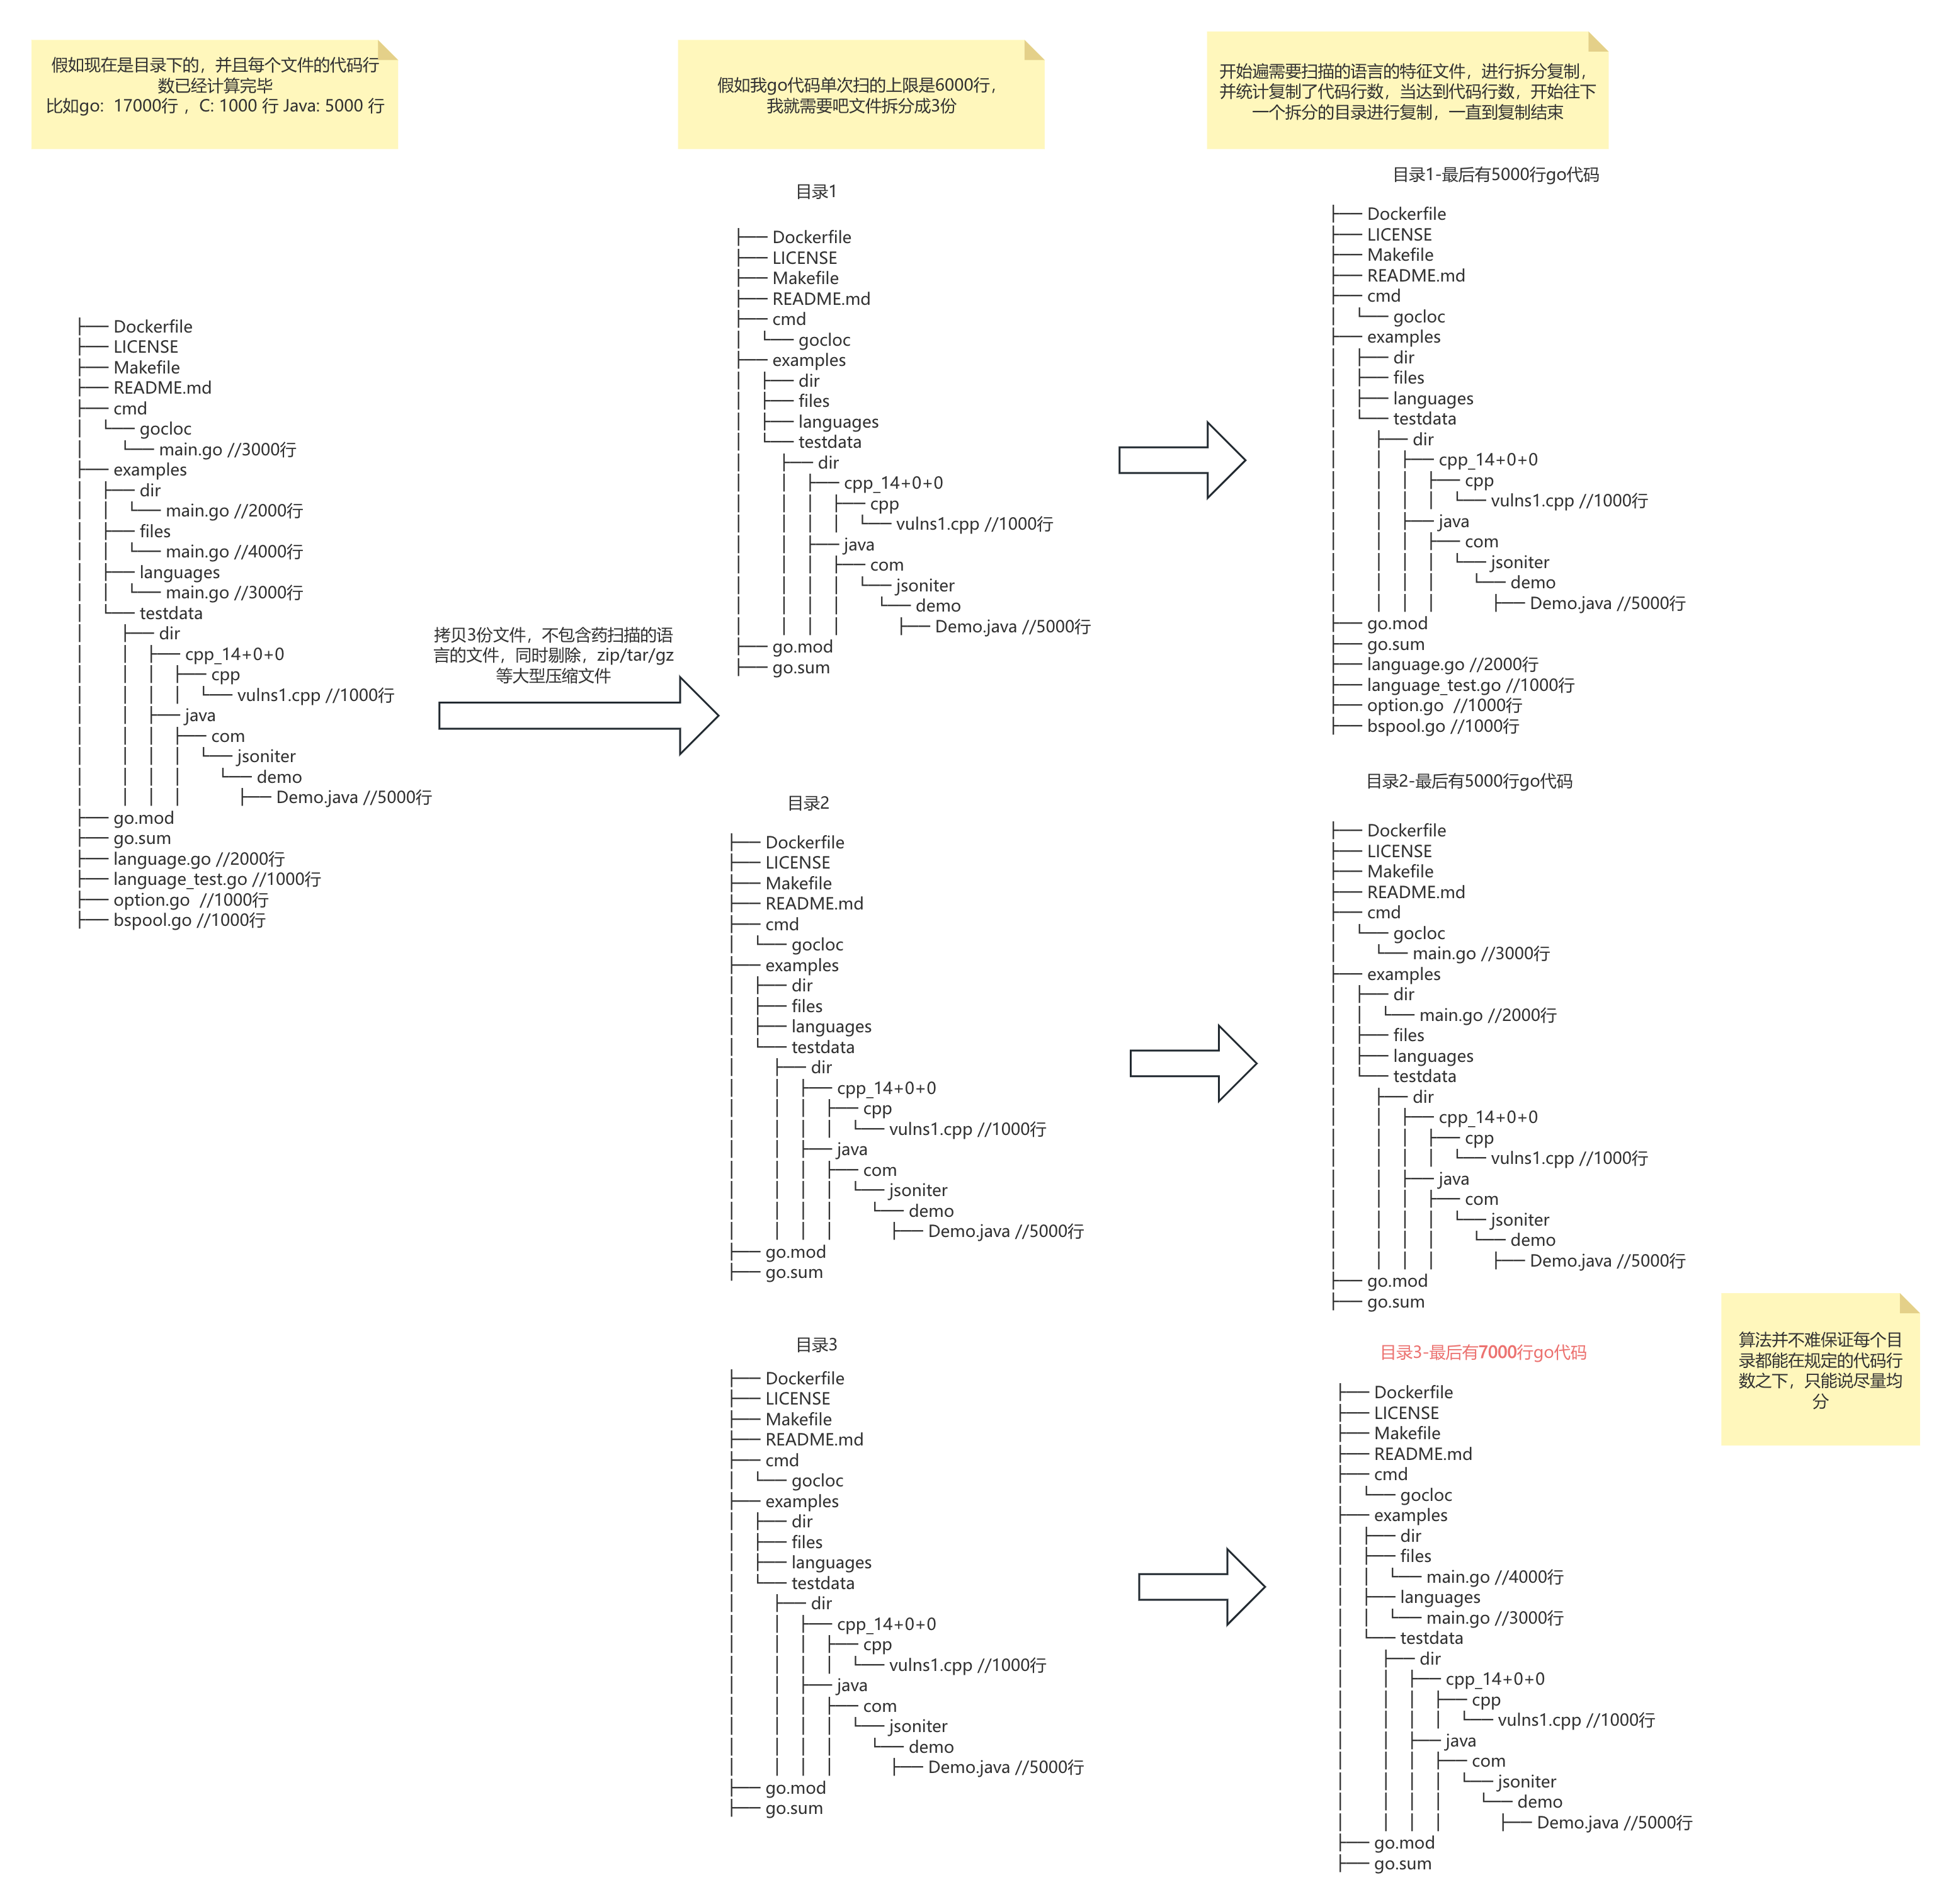 假如现在是目录下的，并且每个文件的代码行
数已经计算完毕
比如go:  17000行 ，C: 1000 行 Java: 5000 行
├── Dockerfile
├── LICENSE
├── Makefile
├── README.md
├── cmd
│   └── gocloc
│       └── main.go //3000行
├── examples
│   ├── dir
│   │   └── main.go //2000行
│   ├── files
│   │   └── main.go //4000行
│   ├── languages
│   │   └── main.go //3000行
│   └── testdata
│       ├── dir
│       │   ├── cpp_14+0+0
│       │   │   ├── cpp
│       │   │   │   └── vulns1.cpp //1000行
│       │   ├── java
│       │   │   ├── com
│       │   │   │   └── jsoniter
│       │   │   │       └── demo
│       │   │   │           ├── Demo.java //5000行
├── go.mod
├── go.sum
├── language.go //2000行
├── language_test.go //1000行
├── option.go  //1000行
├── bspool.go //1000行
拷贝3份文件，不包含药扫描的语
言的文件，同时剔除，zip/tar/gz
等大型压缩文件
假如我go代码单次扫的上限是6000行，
我就需要吧文件拆分成3份
目录1
├── Dockerfile
├── LICENSE
├── Makefile
├── README.md
├── cmd
│   └── gocloc
├── examples
│   ├── dir
│   ├── files
│   ├── languages
│   └── testdata
│       ├── dir
│       │   ├── cpp_14+0+0
│       │   │   ├── cpp
│       │   │   │   └── vulns1.cpp //1000行
│       │   ├── java
│       │   │   ├── com
│       │   │   │   └── jsoniter
│       │   │   │       └── demo
│       │   │   │           ├── Demo.java //5000行
├── go.mod
├── go.sum
目录2
├── Dockerfile
├── LICENSE
├── Makefile
├── README.md
├── cmd
│   └── gocloc
├── examples
│   ├── dir
│   ├── files
│   ├── languages
│   └── testdata
│       ├── dir
│       │   ├── cpp_14+0+0
│       │   │   ├── cpp
│       │   │   │   └── vulns1.cpp //1000行
│       │   ├── java
│       │   │   ├── com
│       │   │   │   └── jsoniter
│       │   │   │       └── demo
│       │   │   │           ├── Demo.java //5000行
├── go.mod
├── go.sum
目录3
├── Dockerfile
├── LICENSE
├── Makefile
├── README.md
├── cmd
│   └── gocloc
├── examples
│   ├── dir
│   ├── files
│   ├── languages
│   └── testdata
│       ├── dir
│       │   ├── cpp_14+0+0
│       │   │   ├── cpp
│       │   │   │   └── vulns1.cpp //1000行
│       │   ├── java
│       │   │   ├── com
│       │   │   │   └── jsoniter
│       │   │   │       └── demo
│       │   │   │           ├── Demo.java //5000行
├── go.mod
├── go.sum
开始遍需要扫描的语言的特征文件，进行拆分复制，
并统计复制了代码行数，当达到代码行数，开始往下
一个拆分的目录进行复制，一直到复制结束
目录1-最后有5000行go代码
├── Dockerfile
├── LICENSE
├── Makefile
├── README.md
├── cmd
│   └── gocloc
├── examples
│   ├── dir
│   ├── files
│   ├── languages
│   └── testdata
│       ├── dir
│       │   ├── cpp_14+0+0
│       │   │   ├── cpp
│       │   │   │   └── vulns1.cpp //1000行
│       │   ├── java
│       │   │   ├── com
│       │   │   │   └── jsoniter
│       │   │   │       └── demo
│       │   │   │           ├── Demo.java //5000行
├── go.mod
├── go.sum
├── language.go //2000行
├── language_test.go //1000行
├── option.go  //1000行
├── bspool.go //1000行
目录2-最后有5000行go代码
├── Dockerfile
├── LICENSE
├── Makefile
├── README.md
├── cmd
│   └── gocloc
│       └── main.go //3000行
├── examples
│   ├── dir
│   │   └── main.go //2000行
│   ├── files
│   ├── languages
│   └── testdata
│       ├── dir
│       │   ├── cpp_14+0+0
│       │   │   ├── cpp
│       │   │   │   └── vulns1.cpp //1000行
│       │   ├── java
│       │   │   ├── com
│       │   │   │   └── jsoniter
│       │   │   │       └── demo
│       │   │   │           ├── Demo.java //5000行
├── go.mod
├── go.sum
目录3-最后有7000行go代码
├── Dockerfile
├── LICENSE
├── Makefile
├── README.md
├── cmd
│   └── gocloc
├── examples
│   ├── dir
│   ├── files
│   │   └── main.go //4000行
│   ├── languages
│   │   └── main.go //3000行
│   └── testdata
│       ├── dir
│       │   ├── cpp_14+0+0
│       │   │   ├── cpp
│       │   │   │   └── vulns1.cpp //1000行
│       │   ├── java
│       │   │   ├── com
│       │   │   │   └── jsoniter
│       │   │   │       └── demo
│       │   │   │           ├── Demo.java //5000行
├── go.mod
├── go.sum
算法并不难保证每个目
录都能在规定的代码行
数之下，只能说尽量均
分